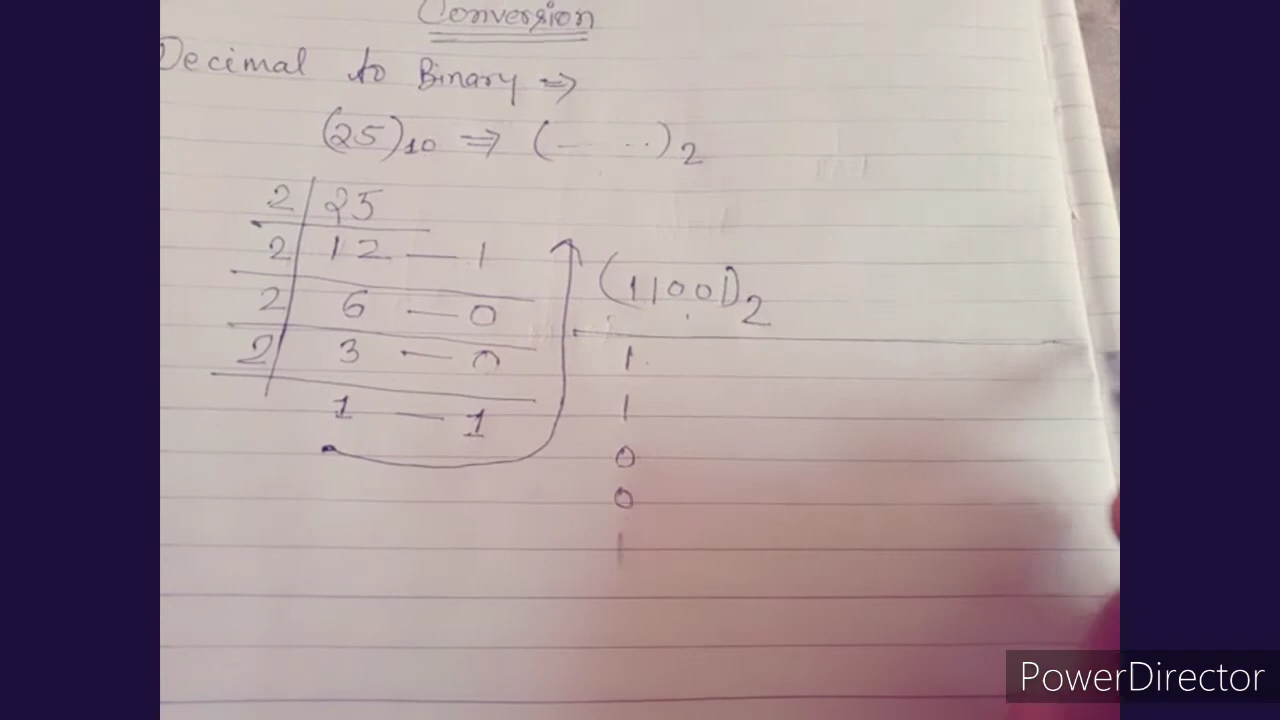 Conversion
Decimal to Binary ⇒
(25)10 ⇒ (— ··)2
2 | 25
2 | 12 — 1
2 | 6 — 0
2 | 3 — 0
1 — 1
(11001)2
1
1
0
0
1
PowerDirector